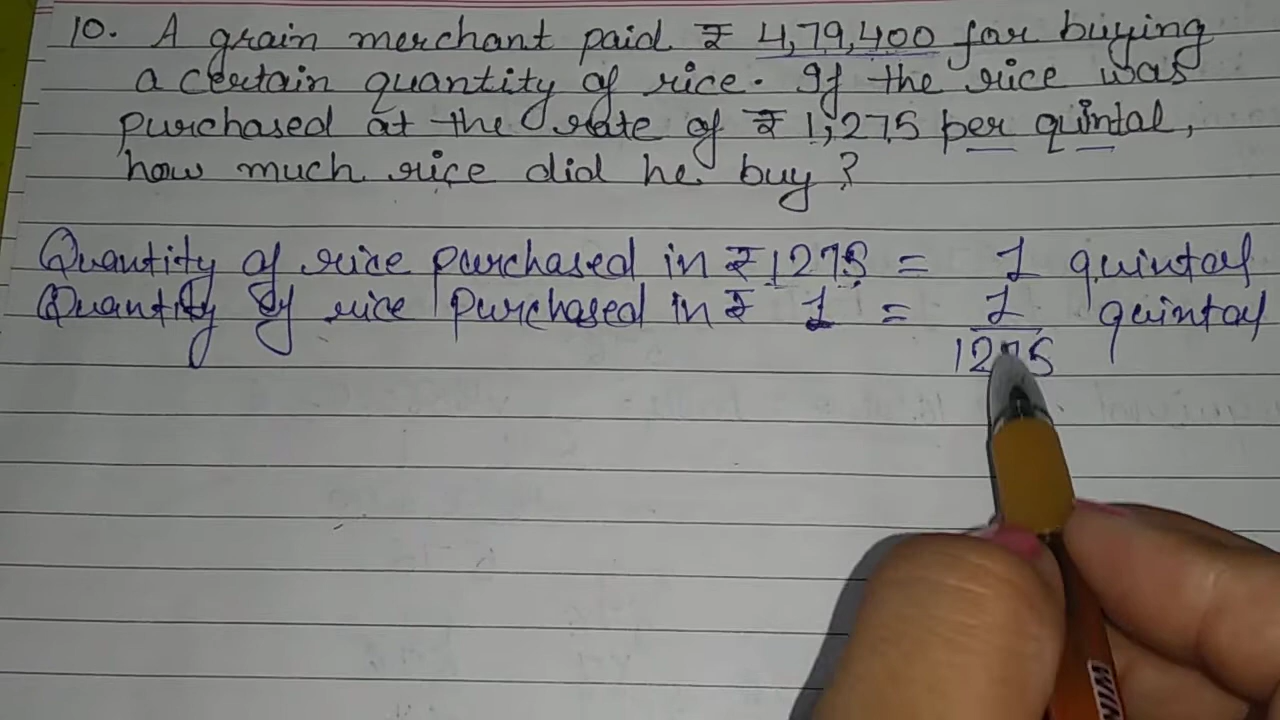 10. A grain merchant paid ₹ 4,79,400 for buying
a certain quantity of rice. If the rice was
purchased at the rate of ₹ 1,275 per quintal,
how much rice did he buy?
Quantity of rice purchased in ₹ 1275 = 1 quintal
Quantity of rice purchased in ₹ 1 = 1 quintal
1275
WIN